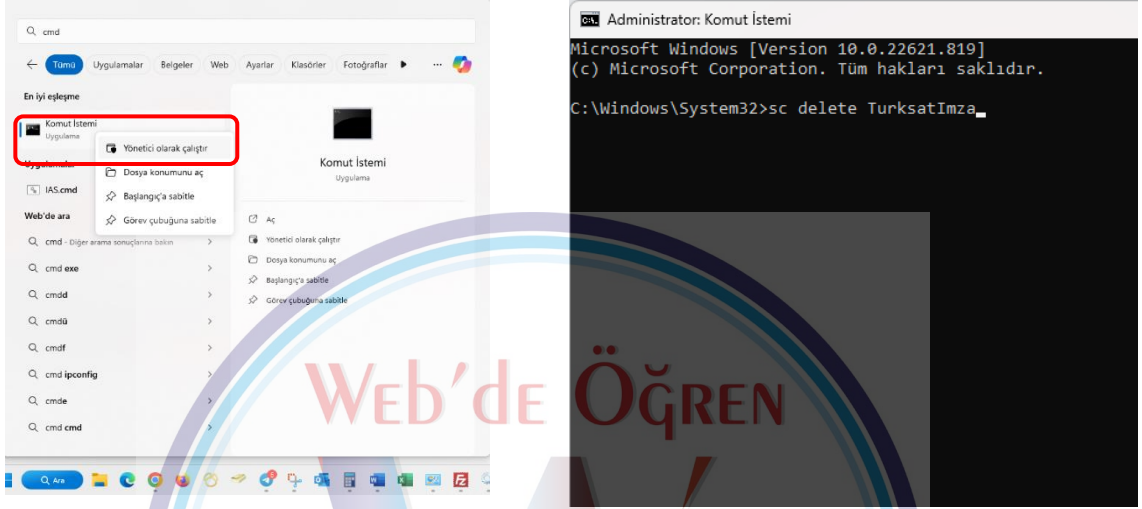 cmd
Tümü Uygulamalar Belgeler Web Ayarlar Klasörler Fotoğraflar
En iyi eşleşme
Komut İstemi
Uygulama
Yönetici olarak çalıştır
Dosya konumunu aç
Başlangıç'a sabitle
Görev çubuğuna sabitle
Uygulamalar
IAS.cmd
Web'de ara
cmd - Diğer arama sonuçlarına bakın
cmd exe
cmdd
cmdü
cmdf
cmd ipconfig
cmde
cmd cmd
Komut İstemi
Uygulama
Aç
Yönetici olarak çalıştır
Dosya konumunu aç
Başlangıç'a sabitle
Görev çubuğuna sabitle
Ara
Administrator: Komut İstemi
Microsoft Windows [Version 10.0.22621.819]
(c) Microsoft Corporation. Tüm hakları saklıdır.
C:\Windows\System32>sc delete TurksatImza_
Web'de Öğren